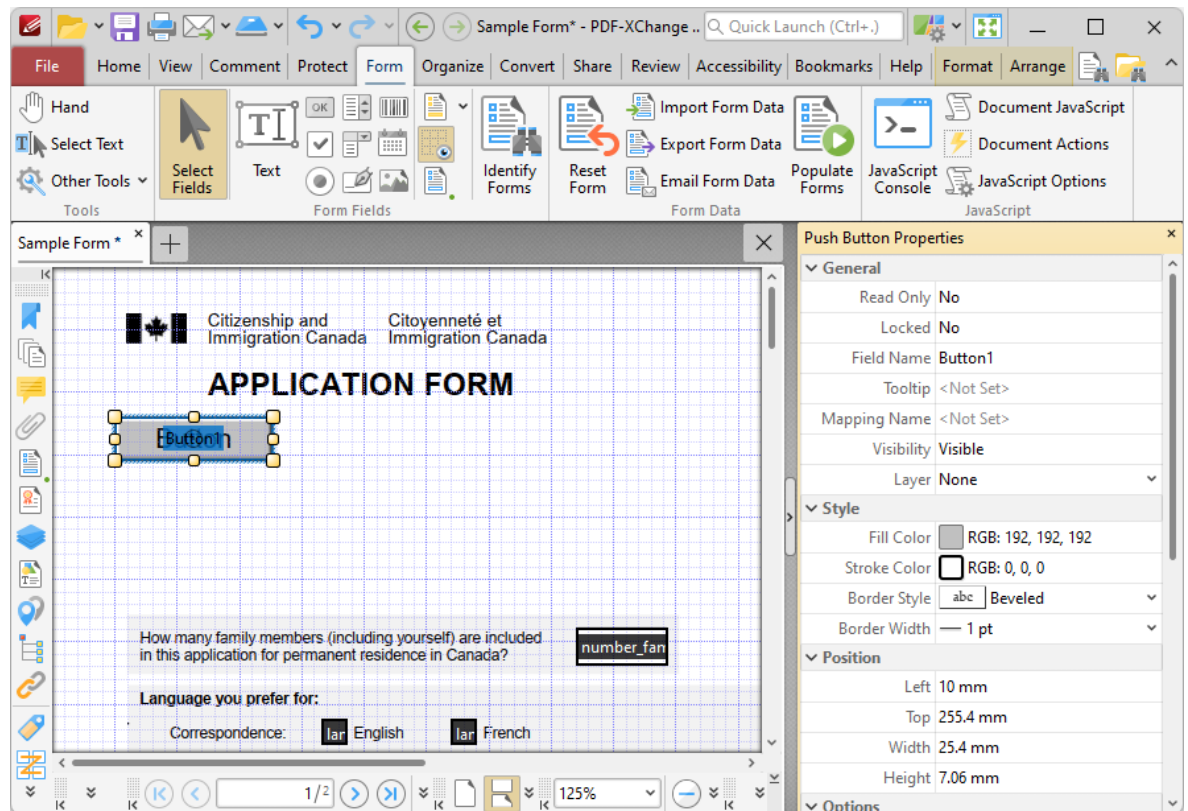 Sample Form* - PDF-XChange .. Quick Launch (Ctrl+.)
File Home View Comment Protect Form Organize Convert Share Review Accessibility Bookmarks Help Format Arrange
Hand
Select Text
Other Tools
Tools
Select Fields
Text
OK
Form Fields
Identify Forms
Reset Form
Import Form Data
Export Form Data
Email Form Data
Populate Forms
Form Data
JavaScript Console
Document JavaScript
Document Actions
JavaScript Options
JavaScript
Sample Form *
Citizenship and Immigration Canada
Citoyenneté et Immigration Canada
APPLICATION FORM
Button1
How many family members (including yourself) are included
in this application for permanent residence in Canada?
number_fan
Language you prefer for:
Correspondence: lar English lar French
1/2
125%
Push Button Properties
General
Read Only No
Locked No
Field Name Button1
Tooltip <Not Set>
Mapping Name <Not Set>
Visibility Visible
Layer None
Style
Fill Color RGB: 192, 192, 192
Stroke Color RGB: 0, 0, 0
Border Style abc Beveled
Border Width 1 pt
Position
Left 10 mm
Top 255.4 mm
Width 25.4 mm
Height 7.06 mm
Options